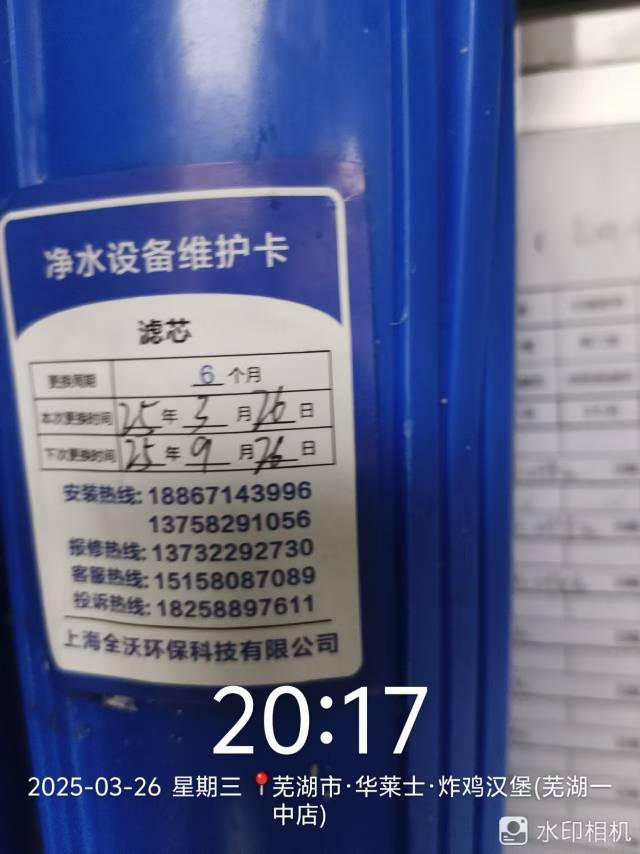 净水设备维护卡
滤芯
更换周期 6 个月
本次更换时间 25 年 3 月 26 日
下次更换时间 25 年 9 月 26 日
安装热线:18867143996
13758291056
报修热线:13732292730
客服热线:15158087089
投诉热线:18258897611
上海全沃环保科技有限公司
20:17
2025-03-26 星期三 芜湖市·华莱士·炸鸡汉堡(芜湖一
中店)
水印相机